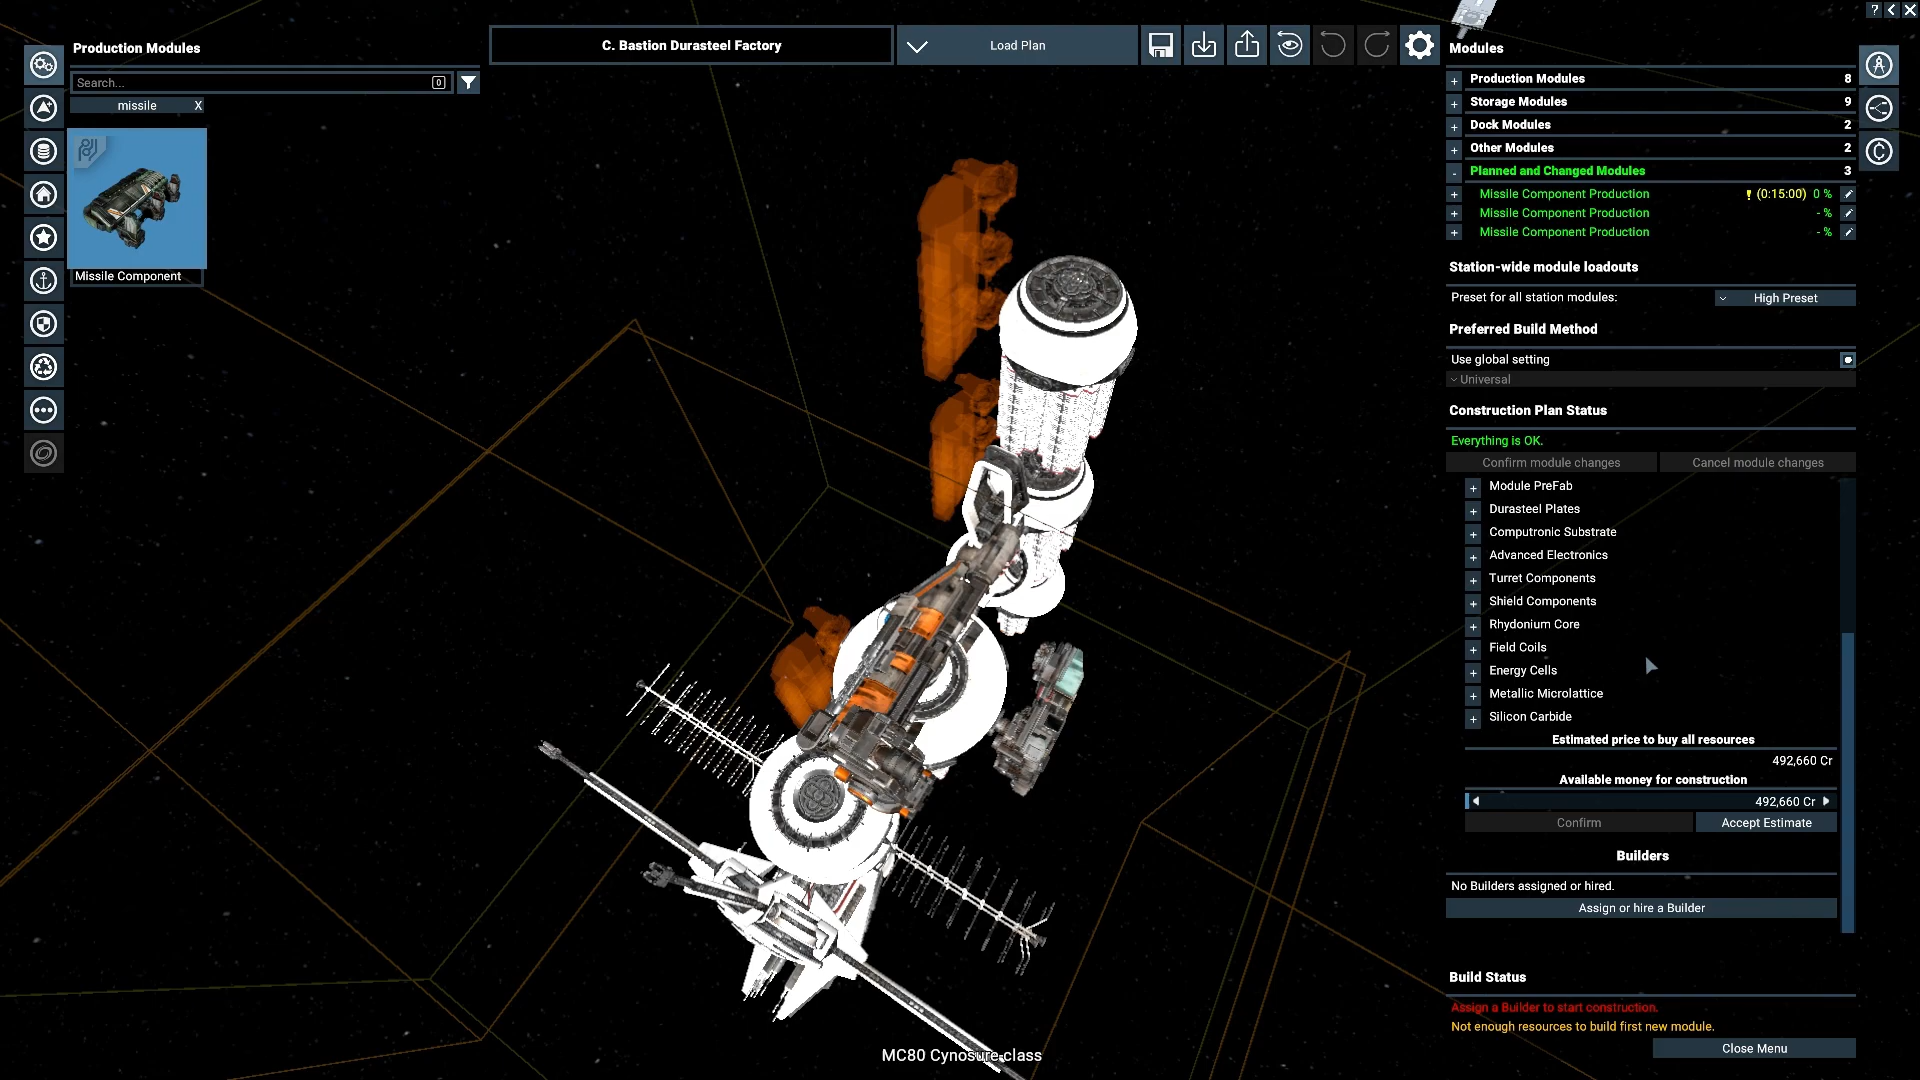 Production Modules
Search...
0
missile X
Missile Component
C. Bastion Durasteel Factory
Load Plan
? < X
Modules
+ Production Modules 8
+ Storage Modules 9
+ Dock Modules 2
+ Other Modules 2
- Planned and Changed Modules 3
+ Missile Component Production ! (0:15:00) 0 %
+ Missile Component Production - %
+ Missile Component Production - %
Station-wide module loadouts
Preset for all station modules: High Preset
Preferred Build Method
Use global setting
Universal
Construction Plan Status
Everything is OK.
Confirm module changes Cancel module changes
+ Module PreFab
+ Durasteel Plates
+ Computronic Substrate
+ Advanced Electronics
+ Turret Components
+ Shield Components
+ Rhydonium Core
+ Field Coils
+ Energy Cells
+ Metallic Microlattice
+ Silicon Carbide
Estimated price to buy all resources
492,660 Cr
Available money for construction
492,660 Cr
Confirm Accept Estimate
Builders
No Builders assigned or hired.
Assign or hire a Builder
Build Status
Assign a Builder to start construction.
Not enough resources to build first new module.
Close Menu
MC80 Cynosure-class